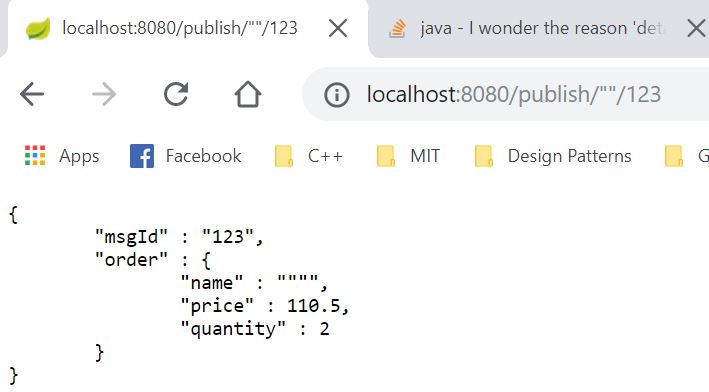 localhost:8080/publish/""/123
java - I wonder the reason 'deta
localhost:8080/publish/""/123
Apps Facebook C++ MIT Design Patterns G
{
"msgId" : "123",
"order" : {
"name" : """",
"price" : 110.5,
"quantity" : 2
}
}